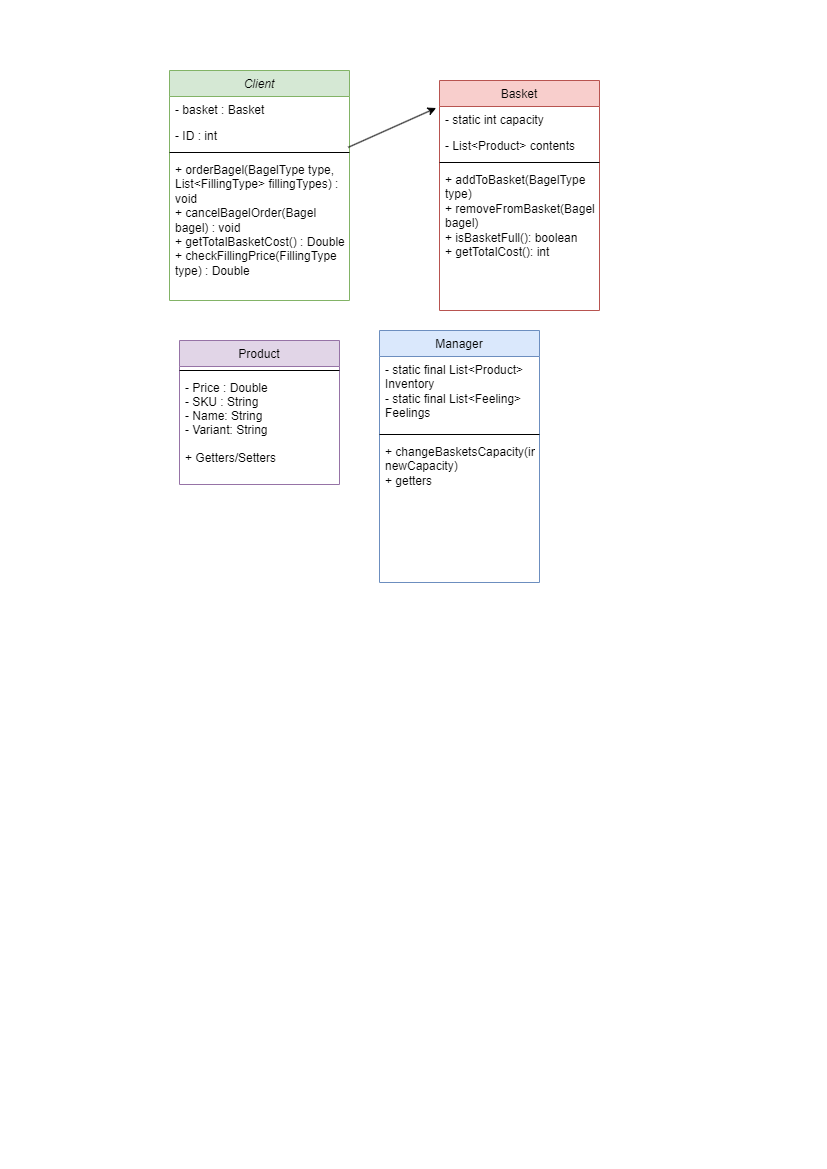 Client
- basket : Basket
- ID : int
+ orderBagel(BagelType type,
List<FillingType> fillingTypes) :
void
+ cancelBagelOrder(Bagel
bagel) : void
+ getTotalBasketCost() : Double
+ checkFillingPrice(FillingType
type) : Double
Basket
- static int capacity
- List<Product> contents
+ addToBasket(BagelType
type)
+ removeFromBasket(Bagel
bagel)
+ isBasketFull(): boolean
+ getTotalCost(): int
Product
- Price : Double
- SKU : String
- Name: String
- Variant: String
+ Getters/Setters
Manager
- static final List<Product>
Inventory
- static final List<Feeling>
Feelings
+ changeBasketsCapacity(ir
newCapacity)
+ getters